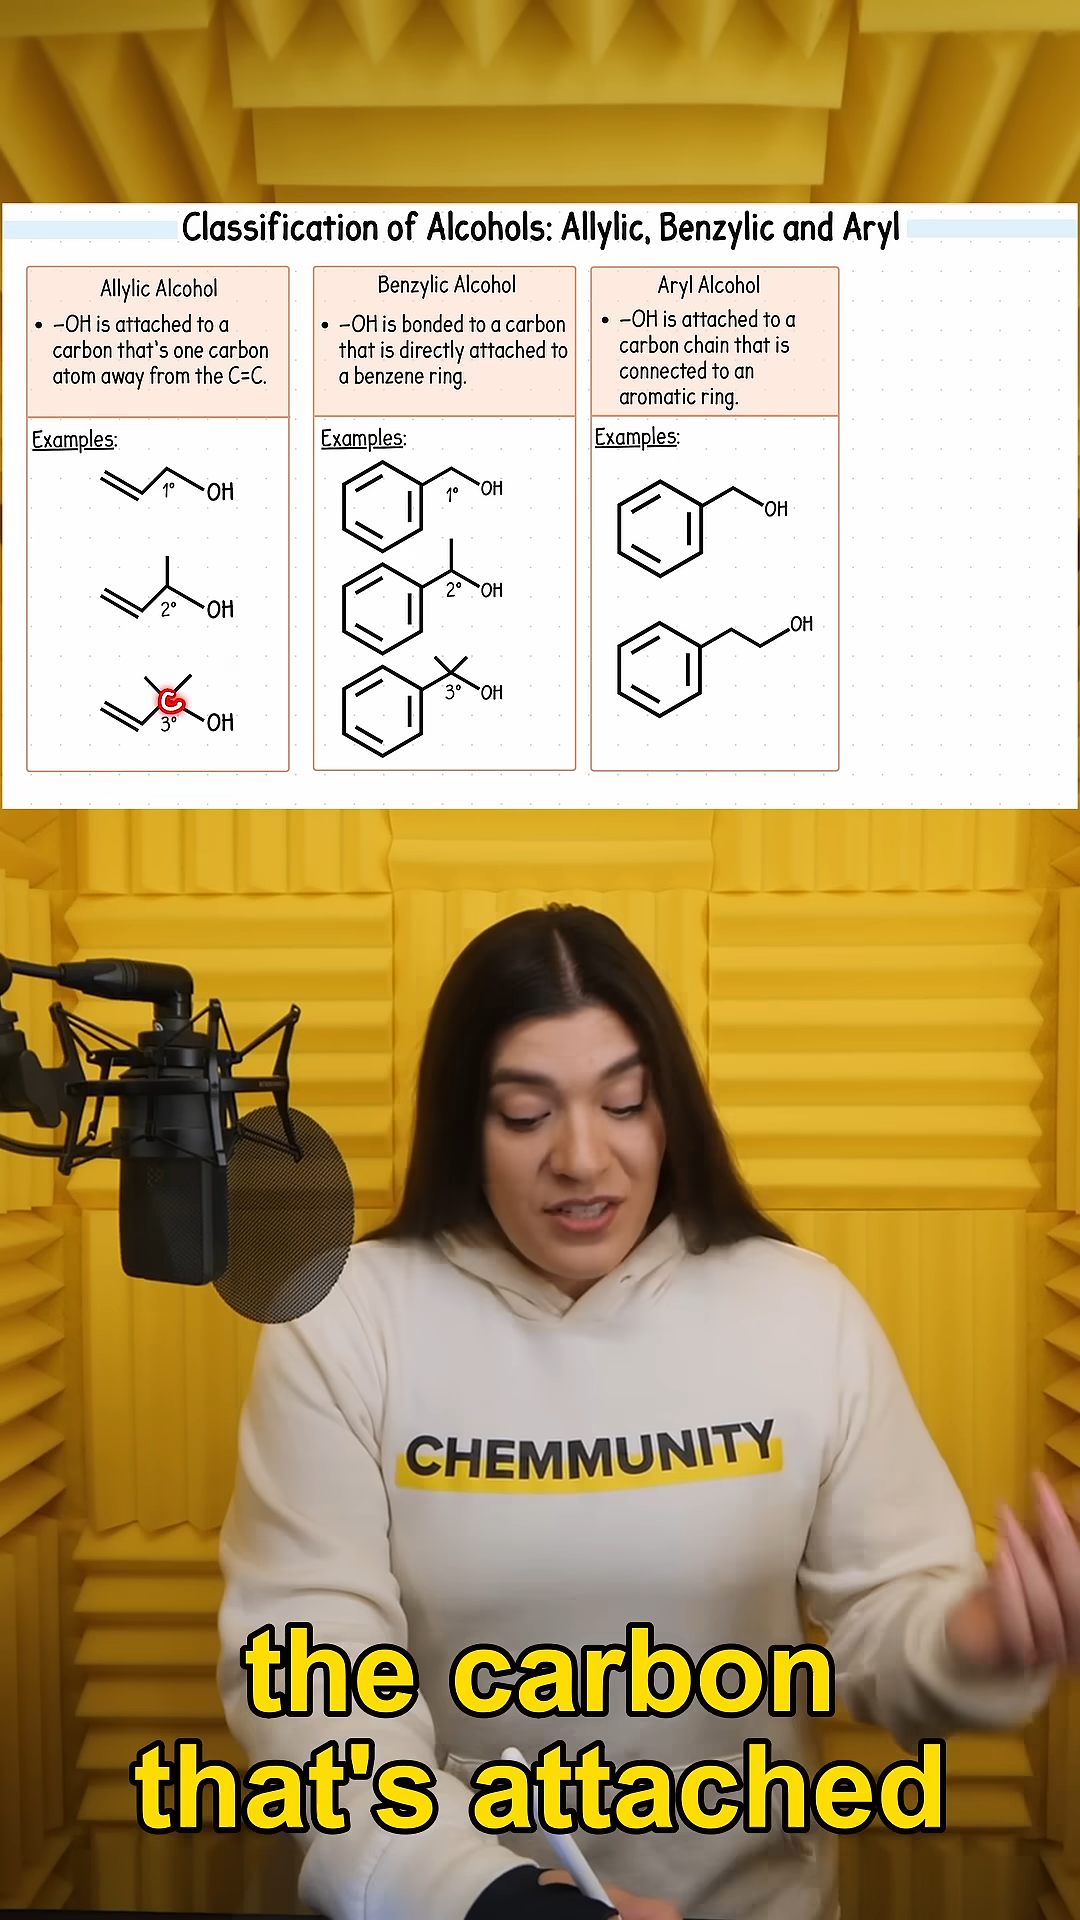 Classification of Alcohols: Allylic, Benzylic and Aryl
Allylic Alcohol
• –OH is attached to a
carbon that's one carbon
atom away from the C=C.
Examples:
1°
OH
2°
OH
C
3°
OH
Benzylic Alcohol
• –OH is bonded to a carbon
that is directly attached to
a benzene ring.
Examples:
1°
OH
2°
OH
3°
OH
Aryl Alcohol
• –OH is attached to a
carbon chain that is
connected to an
aromatic ring.
Examples:
OH
OH
CHEMMUNITY
the carbon
that's attached